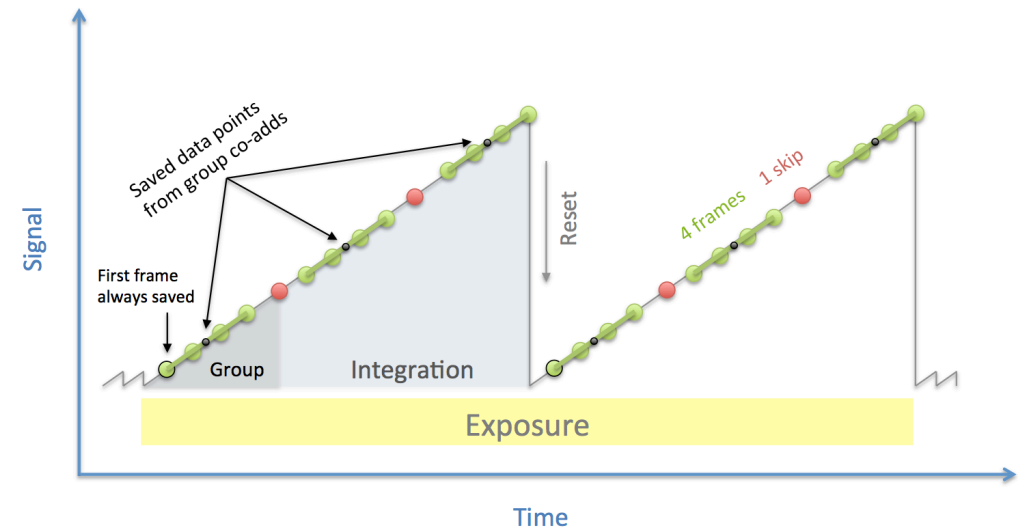 Saved data points
from group co-adds
First frame
always saved
Group
Integration
Reset
4 frames
1 skip
Exposure
Signal
Time